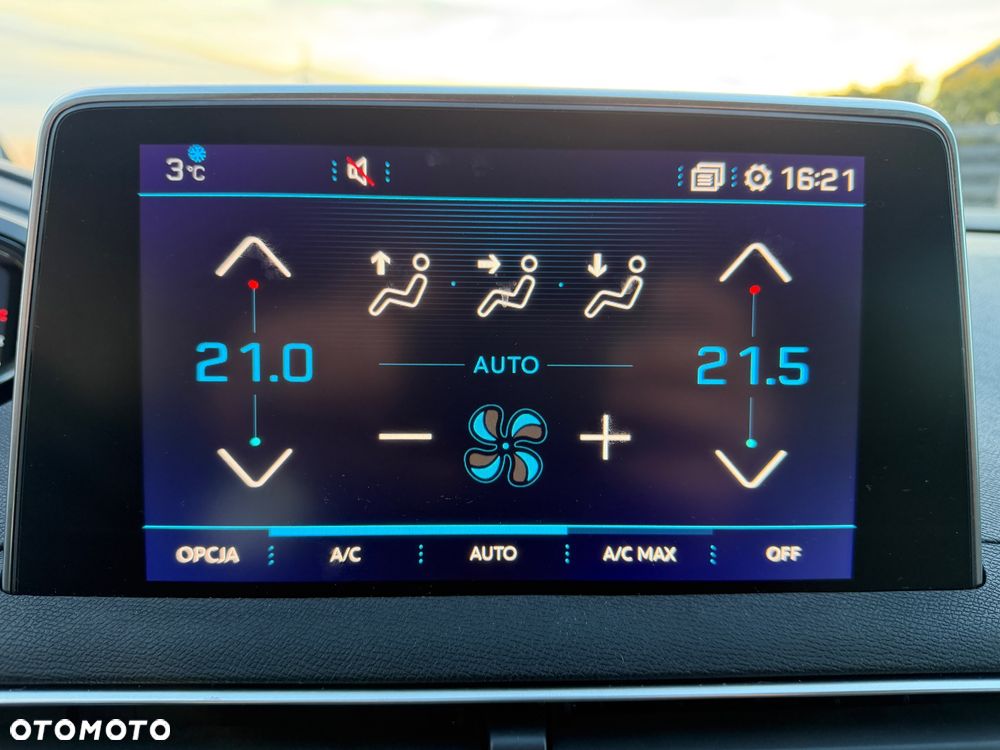 3°C
16:21
21.0
AUTO
21.5
OPCJA A/C AUTO A/C MAX OFF
OTOMOTO